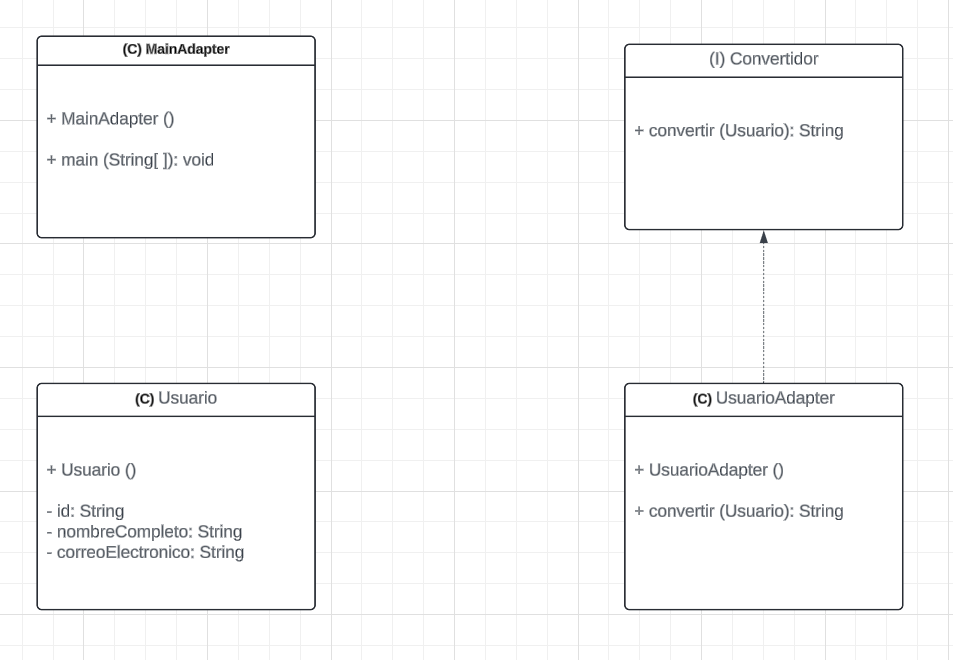 (C) MainAdapter
+ MainAdapter ()
+ main (String[ ]): void
(I) Convertidor
+ convertir (Usuario): String
(C) Usuario
+ Usuario ()
- id: String
- nombreCompleto: String
- correoElectronico: String
(C) UsuarioAdapter
+ UsuarioAdapter ()
+ convertir (Usuario): String